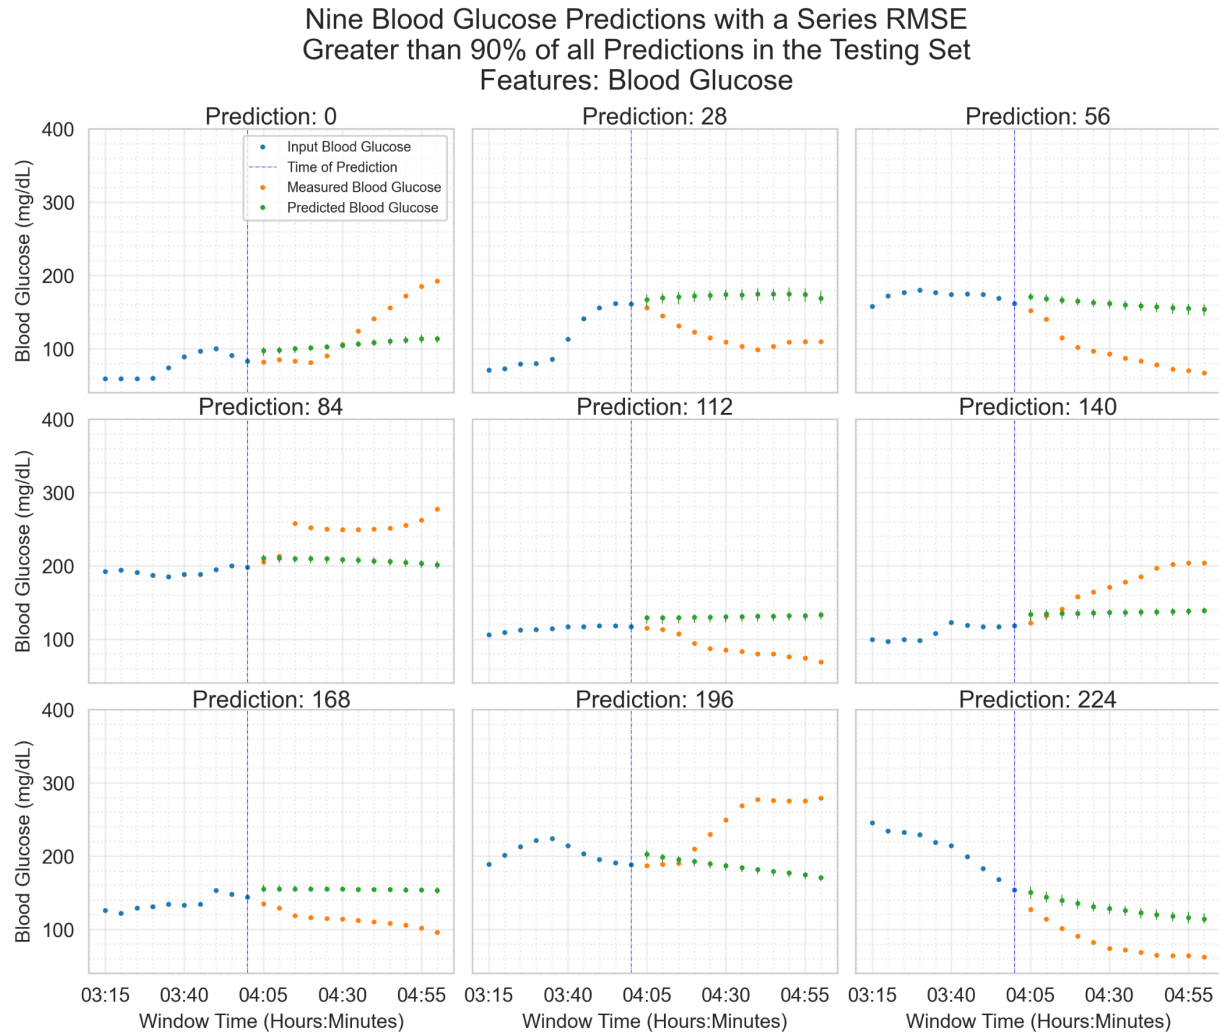 Nine Blood Glucose Predictions with a Series RMSE
Greater than 90% of all Predictions in the Testing Set
Features: Blood Glucose
Prediction: 0
Prediction: 28
Prediction: 56
400
300
200
100
Blood Glucose (mg/dL)
Input Blood Glucose
Time of Prediction
Measured Blood Glucose
Predicted Blood Glucose
Prediction: 84
Prediction: 112
Prediction: 140
400
300
200
100
Blood Glucose (mg/dL)
Prediction: 168
Prediction: 196
Prediction: 224
400
300
200
100
Blood Glucose (mg/dL)
03:15 03:40 04:05 04:30 04:55
03:15 03:40 04:05 04:30 04:55
03:15 03:40 04:05 04:30 04:55
Window Time (Hours:Minutes)
Window Time (Hours:Minutes)
Window Time (Hours:Minutes)